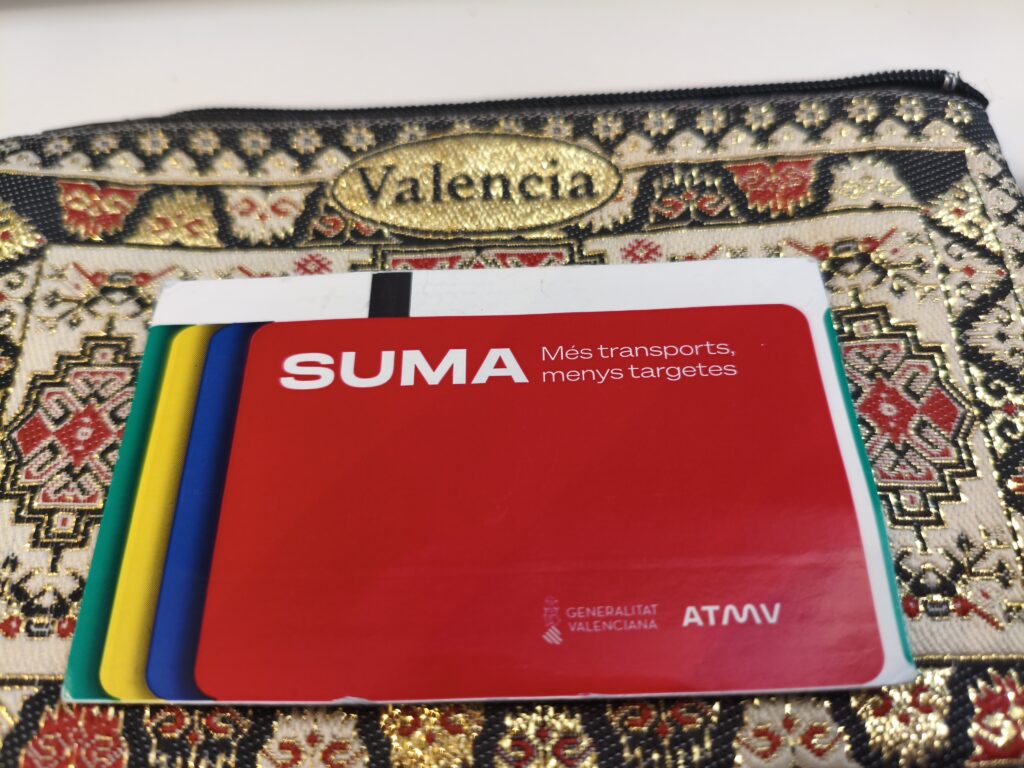 Valencia
SUMA
Més transports,
menys targetes
GENERALITAT
VALENCIANA
ATMV